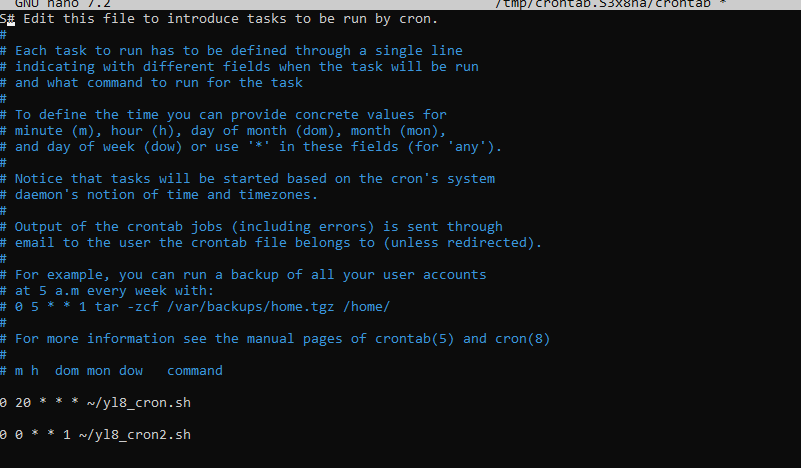 GNU nano 7.2 /tmp/crontab.S3x8ha/crontab *
S# Edit this file to introduce tasks to be run by cron.
#
# Each task to run has to be defined through a single line
# indicating with different fields when the task will be run
# and what command to run for the task
#
# To define the time you can provide concrete values for
# minute (m), hour (h), day of month (dom), month (mon),
# and day of week (dow) or use '*' in these fields (for 'any').
#
# Notice that tasks will be started based on the cron's system
# daemon's notion of time and timezones.
#
# Output of the crontab jobs (including errors) is sent through
# email to the user the crontab file belongs to (unless redirected).
#
# For example, you can run a backup of all your user accounts
# at 5 a.m every week with:
# 0 5 * * 1 tar -zcf /var/backups/home.tgz /home/
#
# For more information see the manual pages of crontab(5) and cron(8)
#
# m h  dom mon dow   command
0 20 * * * ~/yl8_cron.sh
0 0 * * 1 ~/yl8_cron2.sh